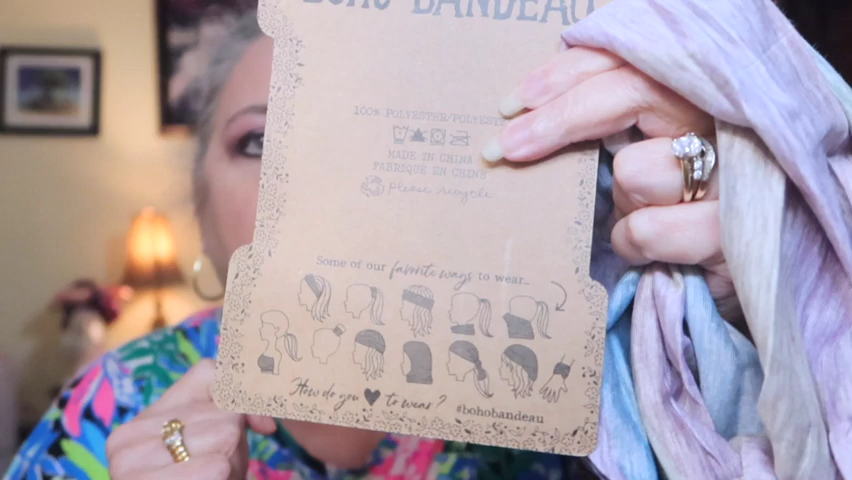 BOHO BANDEAU
100% POLYESTER/POLYESTER
MADE IN CHINA
FABRIQUE EN CHINE
please recycle
Some of our favorite ways to wear...
How do you ♥ to wear? #bohobandeau